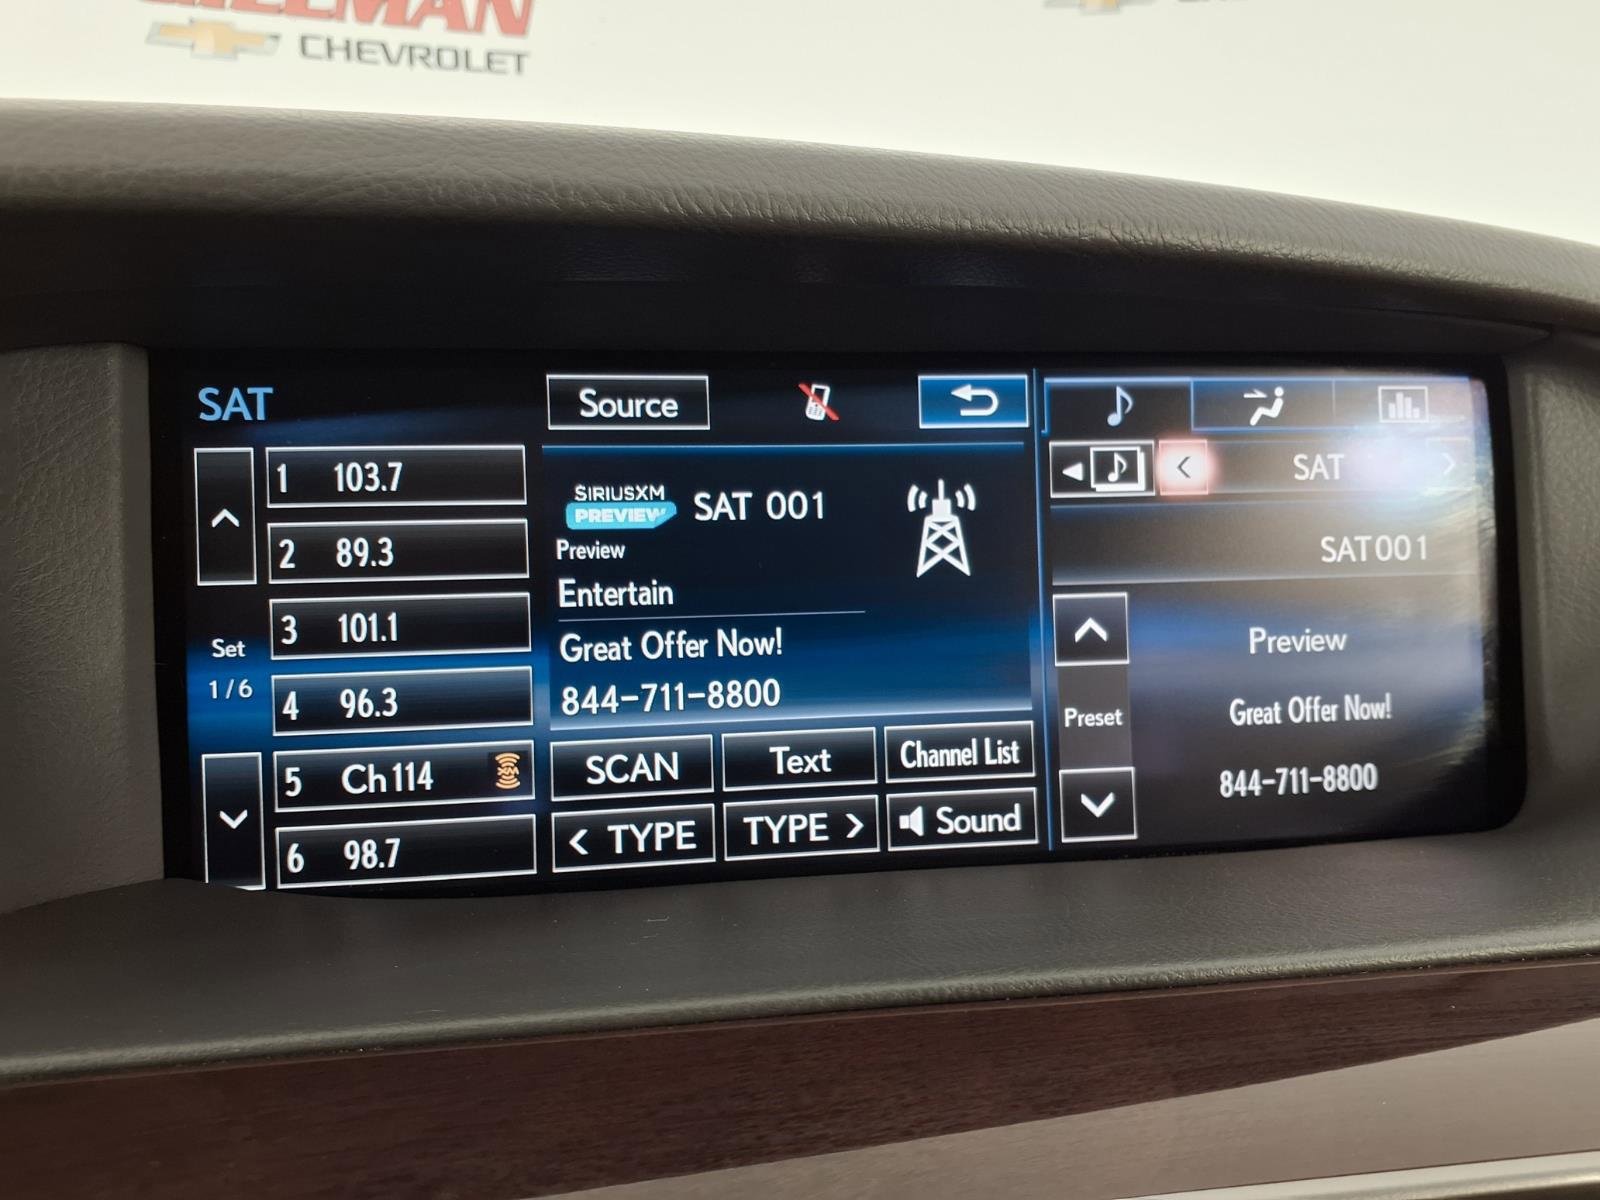 CHEVROLET
SAT
Source
1 103.7
2 89.3
3 101.1
4 96.3
5 Ch 114
6 98.7
Set
1/6
SIRIUSXM
PREVIEW
SAT 001
Preview
Entertain
Great Offer Now!
844-711-8800
SCAN
Text
Channel List
< TYPE
TYPE >
Sound
SAT
SAT001
Preset
Preview
Great Offer Now!
844-711-8800